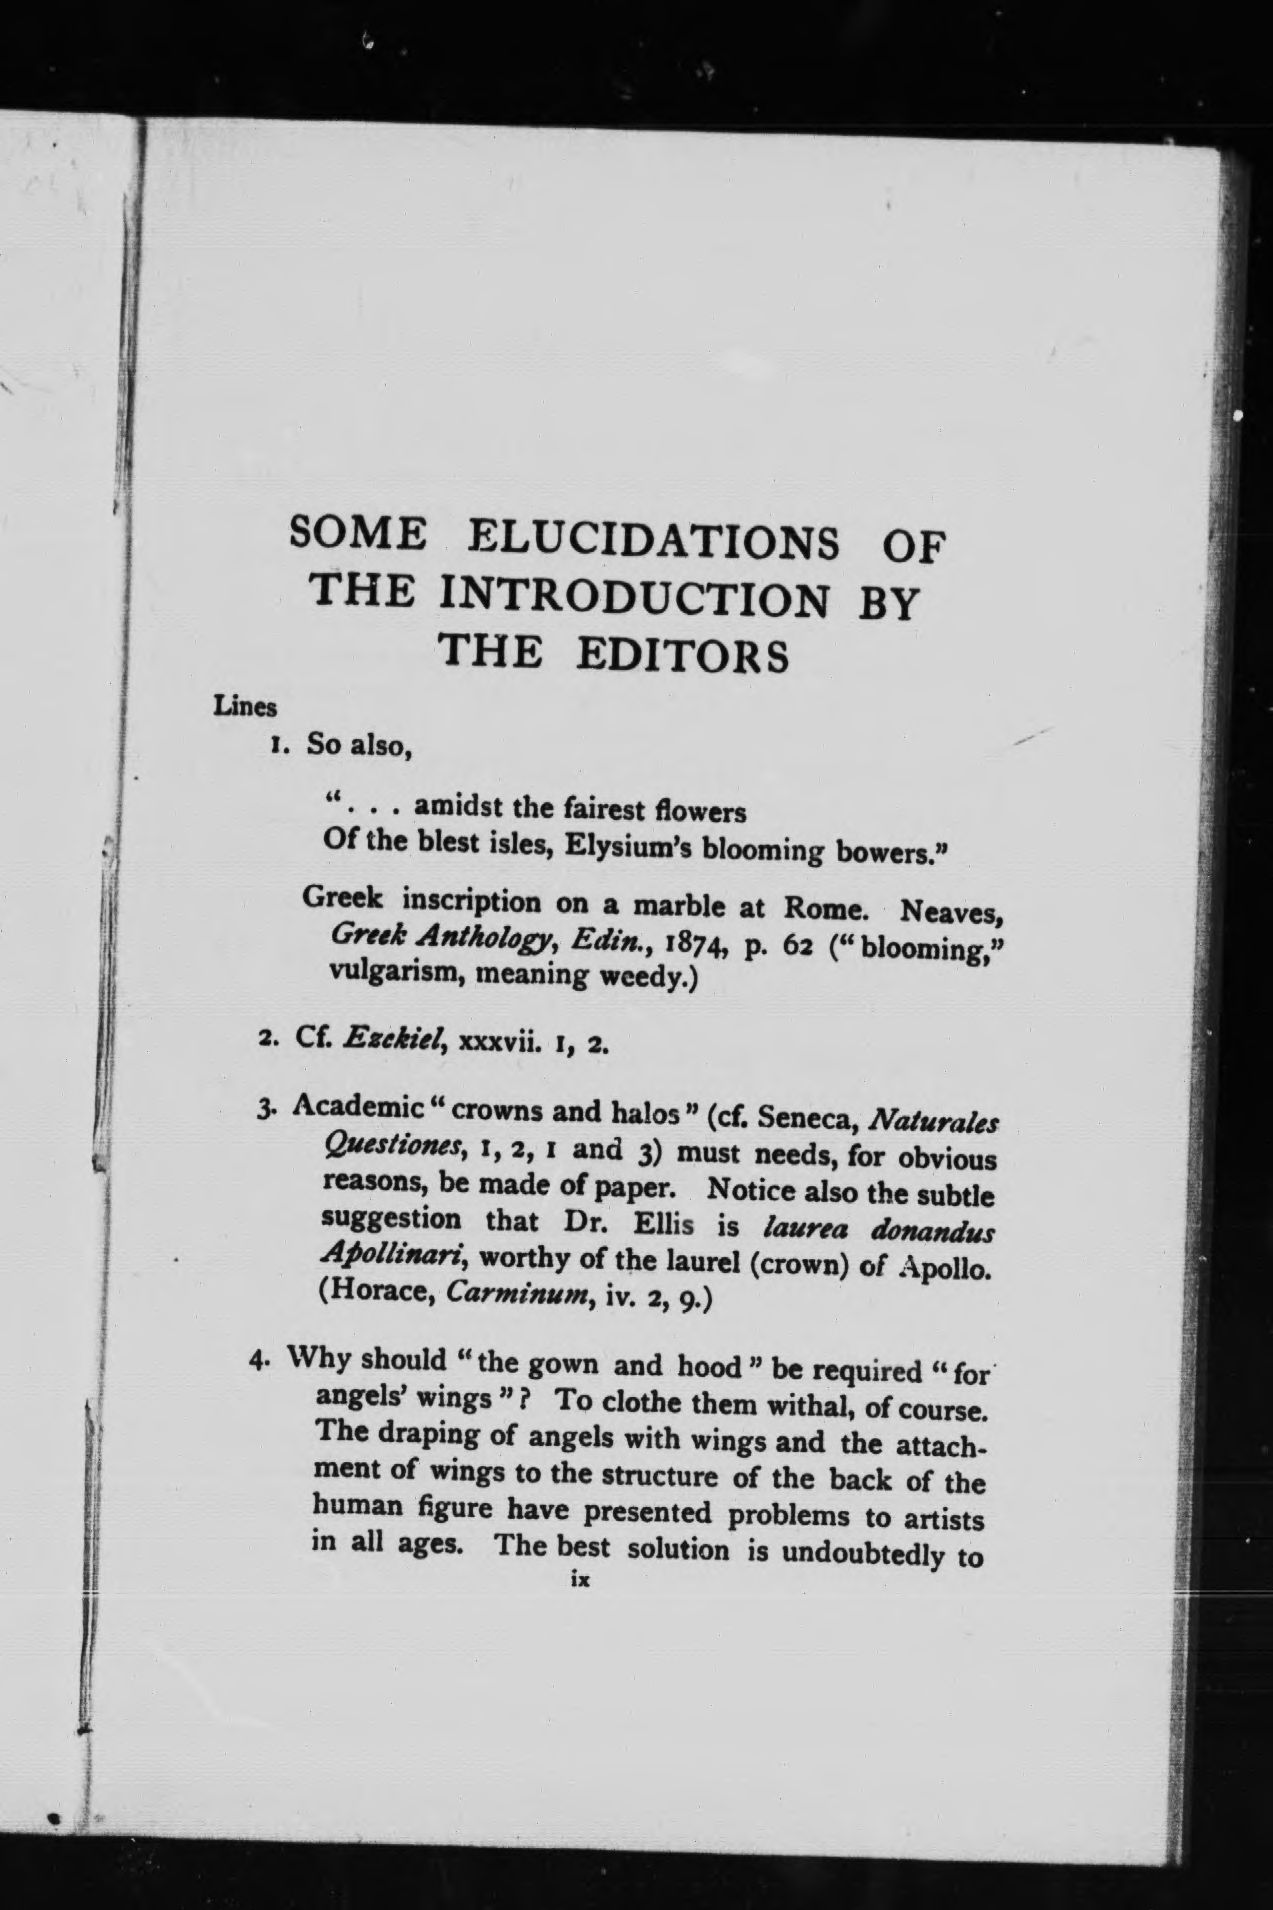 SOME ELUCIDATIONS OF
THE INTRODUCTION BY
THE EDITORS
Lines
1. So also,
“. . . amidst the fairest flowers
Of the blest isles, Elysium’s blooming bowers.”
Greek inscription on a marble at Rome. Neaves,
Greek Anthology, Edin., 1874, p. 62 (“blooming,”
vulgarism, meaning weedy.)
2. Cf. Ezekiel, xxxvii. 1, 2.
3. Academic “crowns and halos” (cf. Seneca, Naturales
Questiones, 1, 2, 1 and 3) must needs, for obvious
reasons, be made of paper. Notice also the subtle
suggestion that Dr. Ellis is laurea donandus
Apollinari, worthy of the laurel (crown) of Apollo.
(Horace, Carminum, iv. 2, 9.)
4. Why should “the gown and hood” be required “for
angels’ wings”? To clothe them withal, of course.
The draping of angels with wings and the attach-
ment of wings to the structure of the back of the
human figure have presented problems to artists
in all ages. The best solution is undoubtedly to
ix